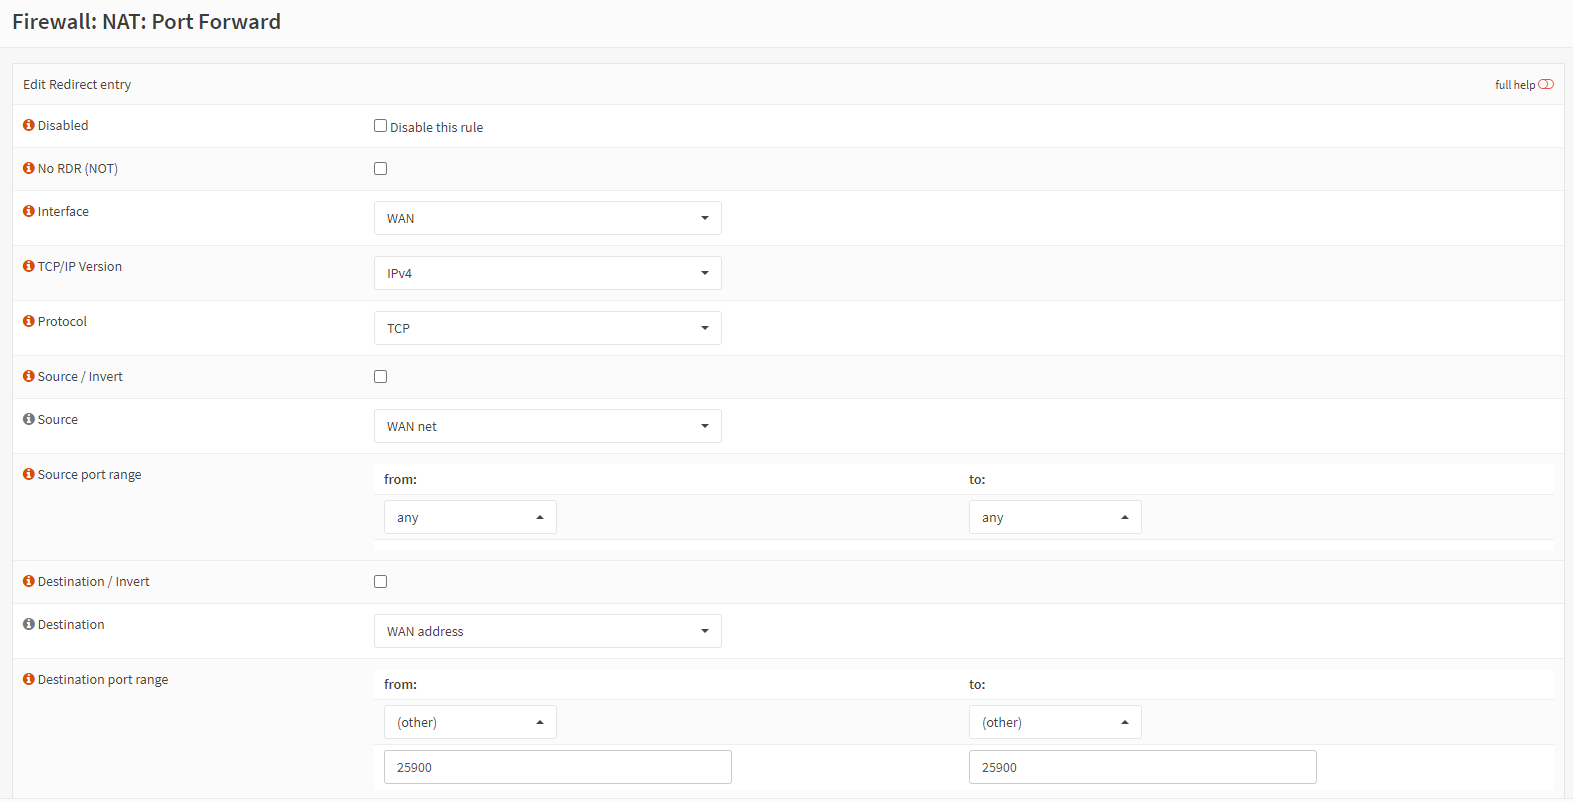 Firewall: NAT: Port Forward
Edit Redirect entry full help
Disabled Disable this rule
No RDR (NOT)
Interface WAN
TCP/IP Version IPv4
Protocol TCP
Source / Invert
Source WAN net
Source port range from: to:
any any
Destination / Invert
Destination WAN address
Destination port range from: to:
(other) (other)
25900 25900